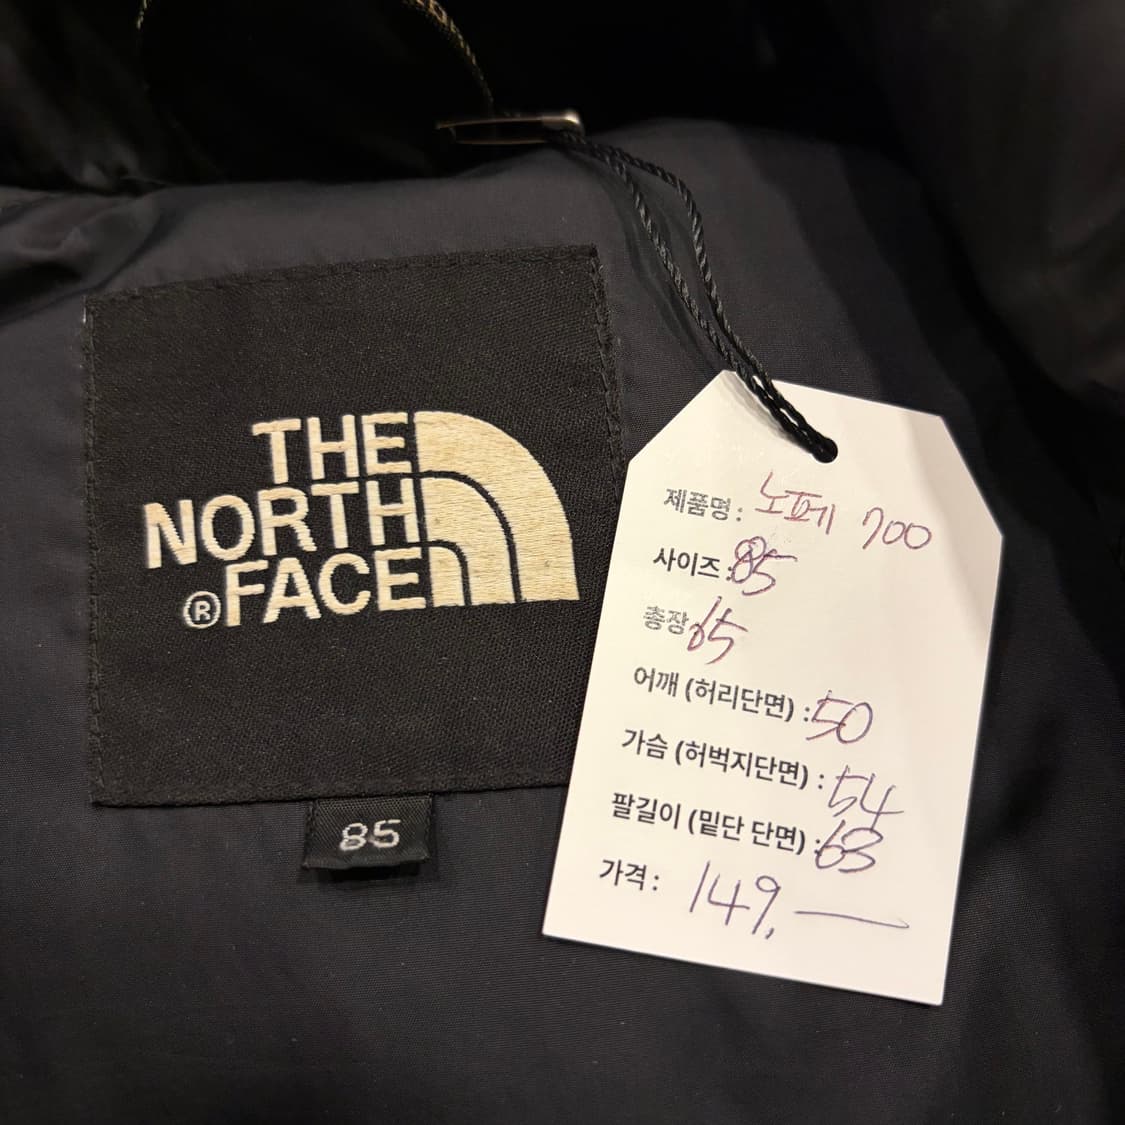 THE
NORTH
FACE
®
85
제품명: 노페 700
사이즈: 85
총장 65
어깨 (허리단면) : 50
가슴 (허벅지단면) : 54
팔길이 (밑단 단면) : 63
가격: 149,—